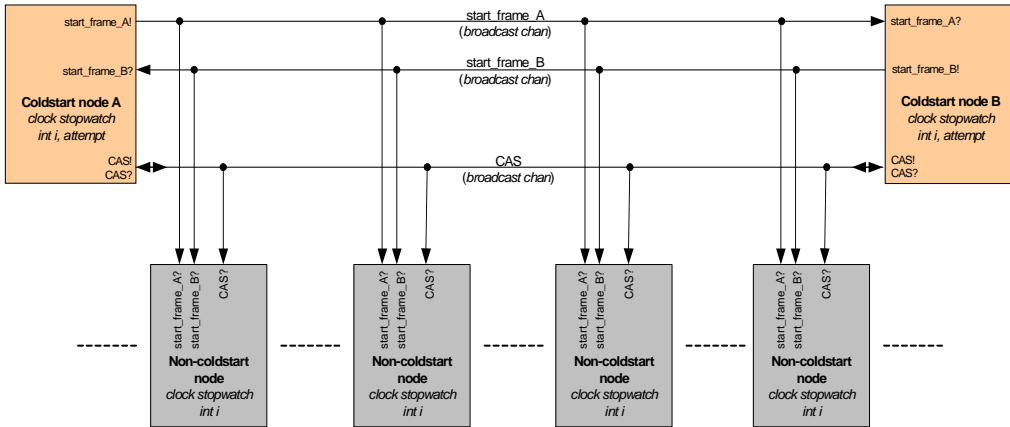 start_frame_A!
start_frame_A
(broadcast chan)
start_frame_A?
start_frame_B?
start_frame_B
(broadcast chan)
start_frame_B!
Coldstart node A
clock stopwatch
int i, attempt
Coldstart node B
clock stopwatch
int i, attempt
CAS!
CAS?
CAS
(broadcast chan)
CAS!
CAS?
start_frame_A?
start_frame_B?
CAS?
Non-coldstart
node
clock stopwatch
int i
start_frame_A?
start_frame_B?
CAS?
Non-coldstart
node
clock stopwatch
int i
start_frame_A?
start_frame_B?
CAS?
Non-coldstart
node
clock stopwatch
int i
start_frame_A?
start_frame_B?
CAS?
Non-coldstart
node
clock stopwatch
int i